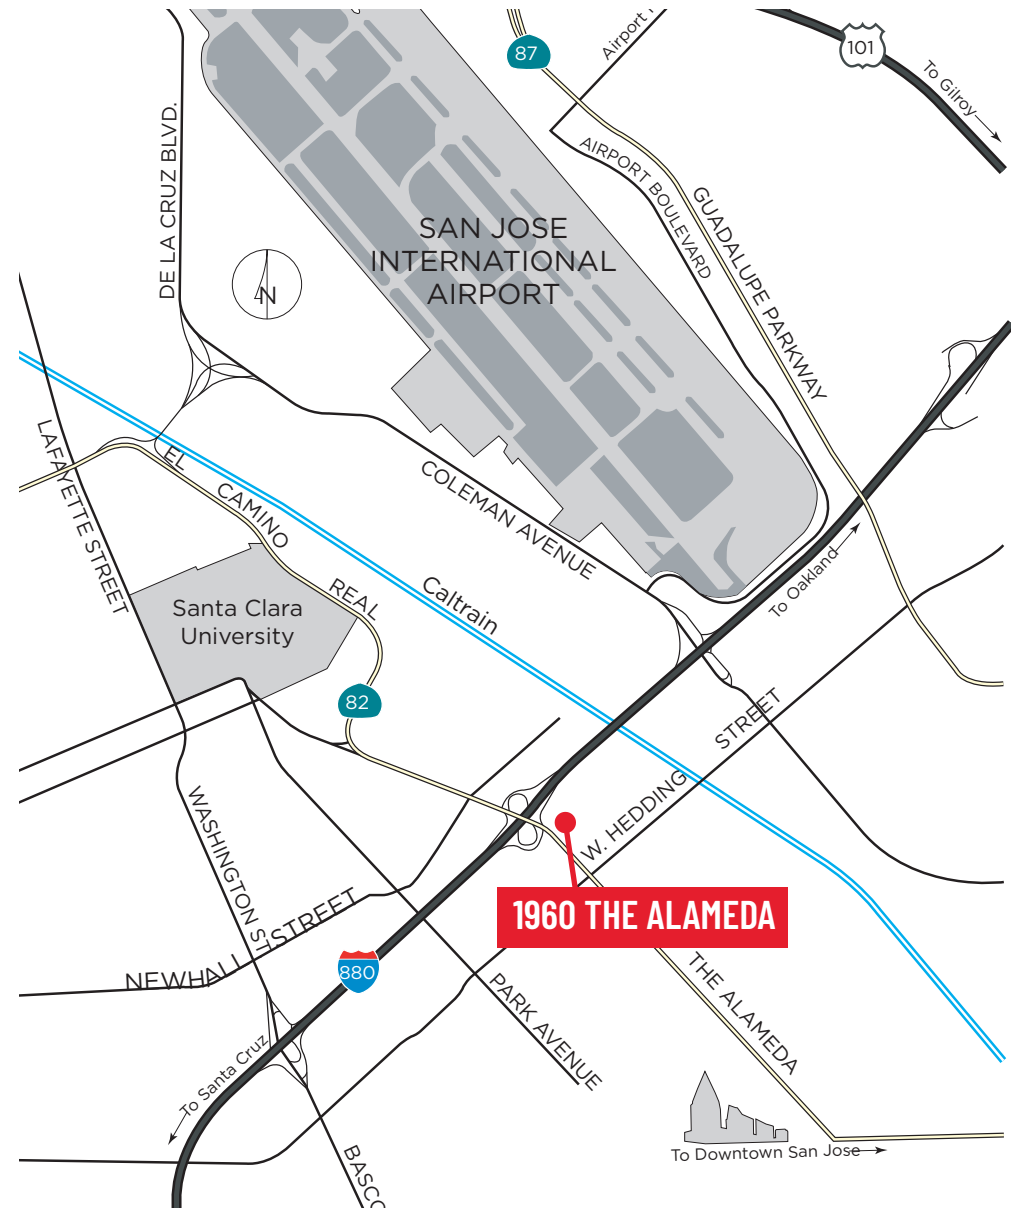 87
Airport
101
To Gilroy
DE LA CRUZ BLVD.
AIRPORT BOULEVARD
GUADALUPE PARKWAY
SAN JOSE
INTERNATIONAL
AIRPORT
N
LAFAYETTE STREET
EL CAMINO REAL
COLEMAN AVENUE
Caltrain
To Oakland
Santa Clara
University
82
W. HEDDING STREET
WASHINGTON ST
1960 THE ALAMEDA
NEWHALL STREET
880
THE ALAMEDA
PARK AVENUE
To Santa Cruz
To Downtown San Jose
BASCO